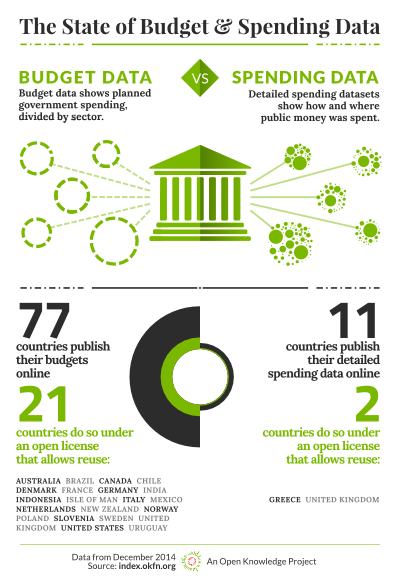 The State of Budget & Spending Data
BUDGET DATA
Budget data shows planned
government spending,
divided by sector.
VS
SPENDING DATA
Detailed spending datasets
show how and where
public money was spent.
77
countries publish
their budgets
online
21
countries do so under
an open license
that allows reuse:
AUSTRALIA BRAZIL CANADA CHILE
DENMARK FRANCE GERMANY INDIA
INDONESIA ISLE OF MAN ITALY MEXICO
NETHERLANDS NEW ZEALAND NORWAY
POLAND SLOVENIA SWEDEN UNITED
KINGDOM UNITED STATES URUGUAY
11
countries publish
their detailed
spending data online
2
countries do so under
an open license
that allows reuse:
GREECE UNITED KINGDOM
Data from December 2014
Source: index.okfn.org
An Open Knowledge Project